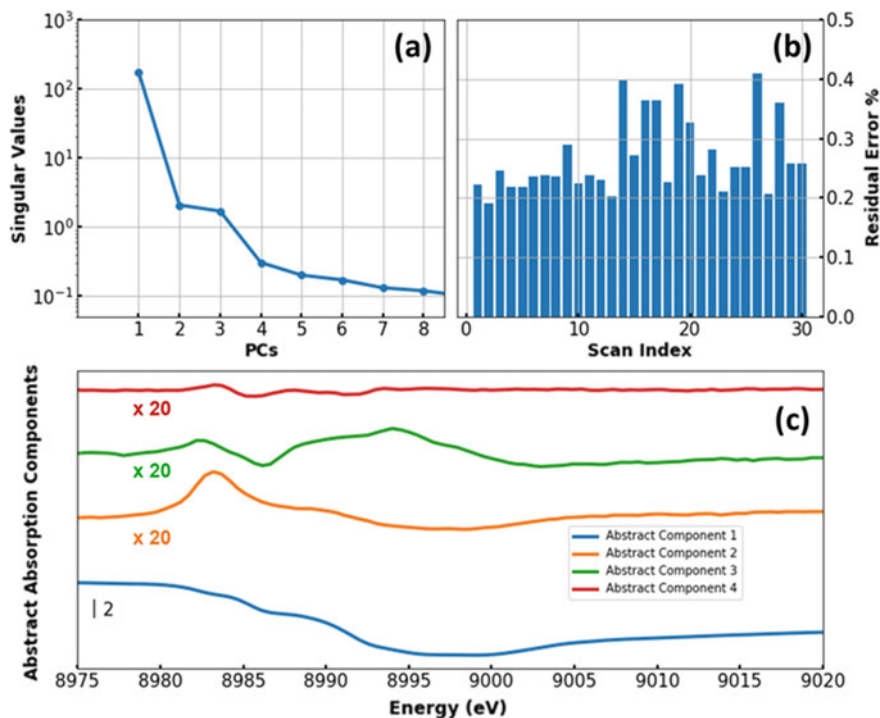 (a)
Singular Values
10³
10²
10¹
10⁰
10⁻¹
1 2 3 4 5 6 7 8
PCs
(b)
0.5
0.4
0.3
0.2
0.1
0.0
Residual Error %
0 10 20 30
Scan Index
(c)
Abstract Absorption Components
x 20
x 20
x 20
| 2
Abstract Component 1
Abstract Component 2
Abstract Component 3
Abstract Component 4
8975 8980 8985 8990 8995 9000 9005 9010 9015 9020
Energy (eV)